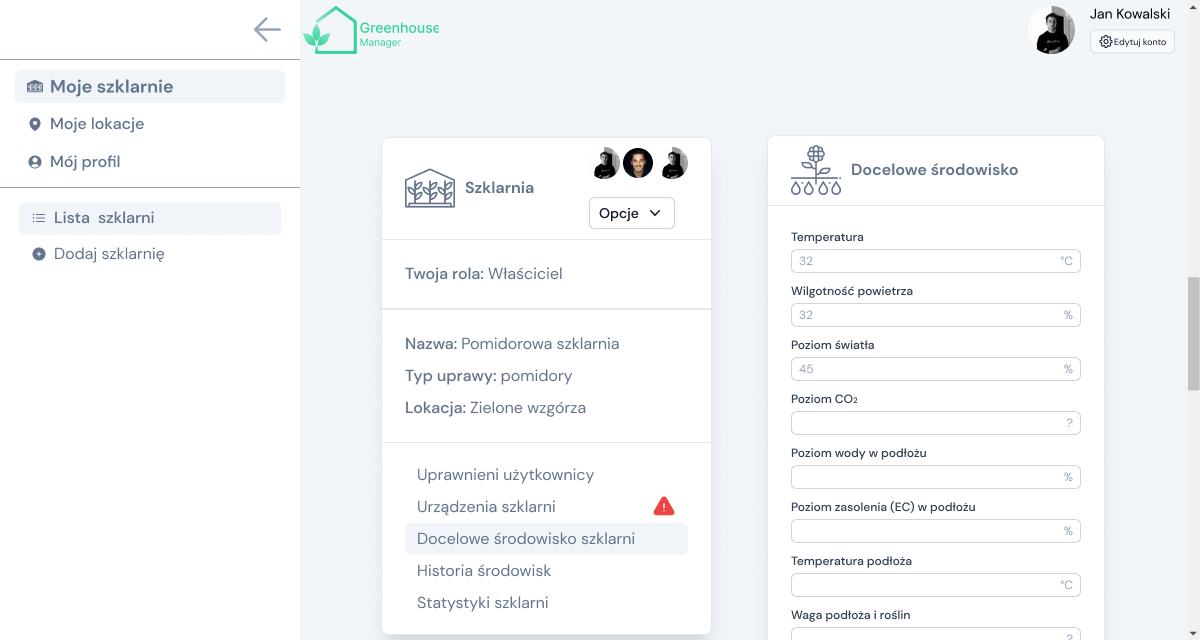 Greenhouse
Manager
Jan Kowalski
Edytuj konto
Moje szklarnie
Moje lokacje
Mój profil
Lista szklarni
Dodaj szklarnię
Szklarnia
Opcje
Twoja rola: Właściciel
Nazwa: Pomidorowa szklarnia
Typ uprawy: pomidory
Lokacja: Zielone wzgórza
Uprawnieni użytkownicy
Urządzenia szklarni
Docelowe środowisko szklarni
Historia środowisk
Statystyki szklarni
Docelowe środowisko
Temperatura
32 °C
Wilgotność powietrza
32 %
Poziom światła
45 %
Poziom CO₂
?
Poziom wody w podłożu
%
Poziom zasolenia (EC) w podłożu
%
Temperatura podłoża
°C
Waga podłoża i roślin
?